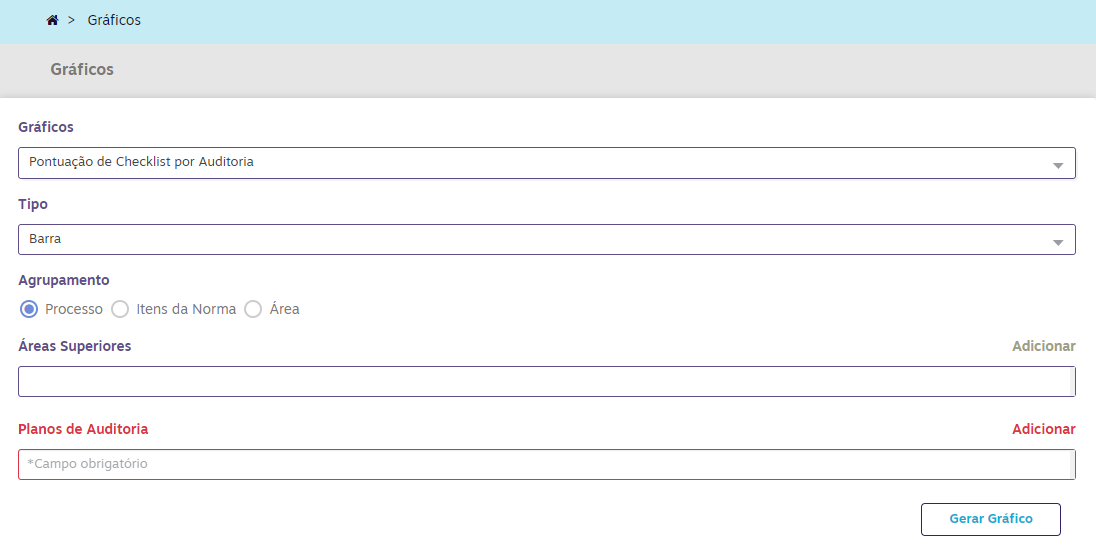 > Gráficos
Gráficos
Gráficos
Pontuação de Checklist por Auditoria
Tipo
Barra
Agrupamento
Processo Itens da Norma Área
Áreas Superiores Adicionar
Planos de Auditoria Adicionar
*Campo obrigatório
Gerar Gráfico